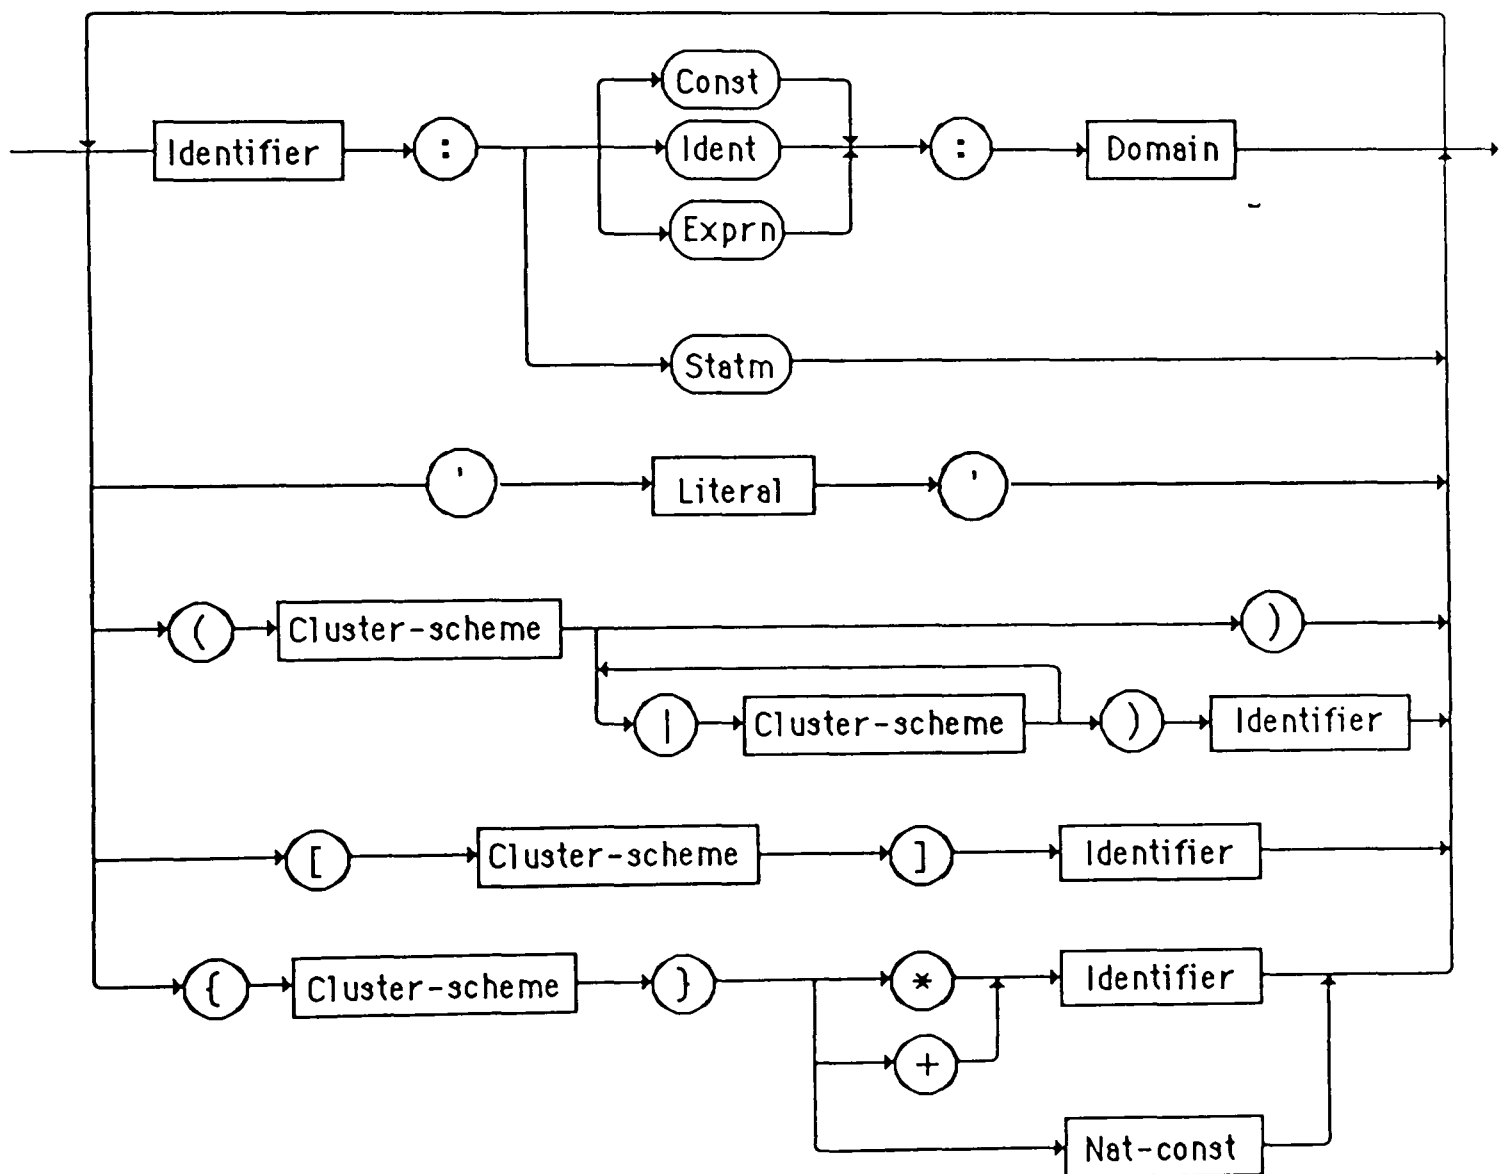 Const
Identifier : Ident : Domain
Exprn
Statm
' Literal '
( Cluster-scheme )
| Cluster-scheme ) Identifier
[ Cluster-scheme ] Identifier
{ Cluster-scheme } * Identifier
+
Nat-const